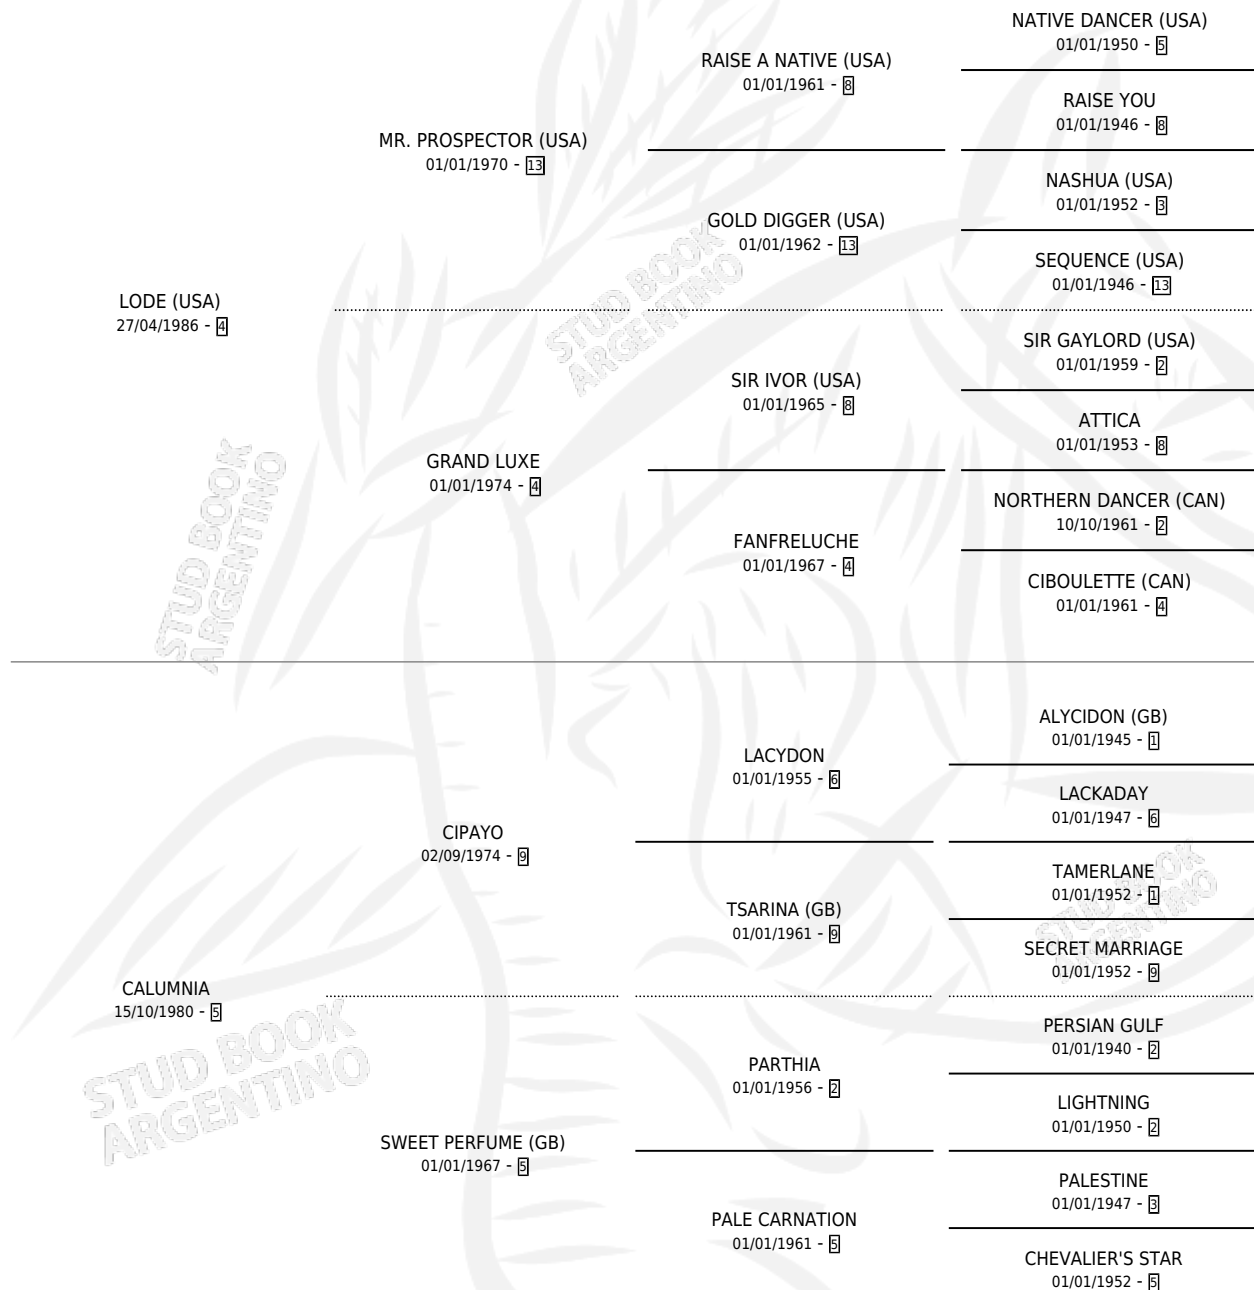 NATIVE DANCER (USA)
01/01/1950 - 5
RAISE A NATIVE (USA)
01/01/1961 - 8
RAISE YOU
01/01/1946 - 8
MR. PROSPECTOR (USA)
01/01/1970 - 13
NASHUA (USA)
01/01/1952 - 3
GOLD DIGGER (USA)
01/01/1962 - 13
SEQUENCE (USA)
01/01/1946 - 13
LODE (USA)
27/04/1986 - 4
STUD BOOK
ARGENTINO
SIR GAYLORD (USA)
01/01/1959 - 2
SIR IVOR (USA)
01/01/1965 - 8
ATTICA
01/01/1953 - 8
GRAND LUXE
01/01/1974 - 4
NORTHERN DANCER (CAN)
10/10/1961 - 2
FANFRELUCHE
01/01/1967 - 4
CIBOULETTE (CAN)
01/01/1961 - 4
STUD BOOK
ARGENTINO
ALYCIDON (GB)
01/01/1945 - 1
LACYDON
01/01/1955 - 6
LACKADAY
01/01/1947 - 6
CIPAYO
02/09/1974 - 9
TAMERLANE
01/01/1952 - 1
TSARINA (GB)
01/01/1961 - 9
SECRET MARRIAGE
01/01/1952 - 9
STUD BOOK
ARGENTINO
CALUMNIA
15/10/1980 - 5
PERSIAN GULF
01/01/1940 - 2
PARTHIA
01/01/1956 - 2
LIGHTNING
01/01/1950 - 2
STUD BOOK
ARGENTINO
SWEET PERFUME (GB)
01/01/1967 - 5
PALESTINE
01/01/1947 - 3
PALE CARNATION
01/01/1961 - 5
CHEVALIER'S STAR
01/01/1952 - 5